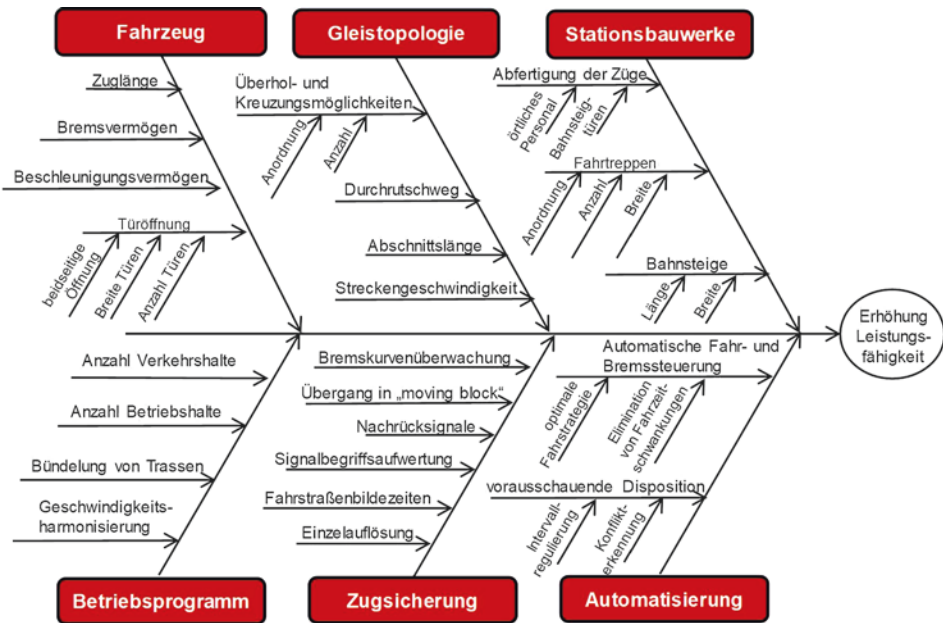 Fahrzeug
Gleistopologie
Stationsbauwerke
Zuglänge
Bremsvermögen
Beschleunigungsvermögen
Türöffnung
beidseitige
Öffnung
Breite Türen
Anzahl Türen
Überhol- und
Kreuzungsmöglichkeiten
Anordnung
Anzahl
Durchrutschweg
Abschnittslänge
Streckengeschwindigkeit
Abfertigung der Züge
örtliches
Personal
Bahnsteig-
türen
Fahrtreppen
Anordnung
Anzahl
Breite
Bahnsteige
Länge
Breite
Erhöhung
Leistungs-
fähigkeit
Anzahl Verkehrshalte
Anzahl Betriebshalte
Bündelung von Trassen
Geschwindigkeits-
harmonisierung
Bremskurvenüberwachung
Übergang in „moving block“
Nachrücksignale
Signalbegriffsaufwertung
Fahrstraßenbildezeiten
Einzelauflösung
Automatische Fahr- und
Bremssteuerung
optimale
Fahrstrategie
Elimination
von Fahrzeit-
schwankungen
vorausschauende Disposition
Intervall-
regulierung
Konflikt-
erkennung
Betriebsprogramm
Zugsicherung
Automatisierung